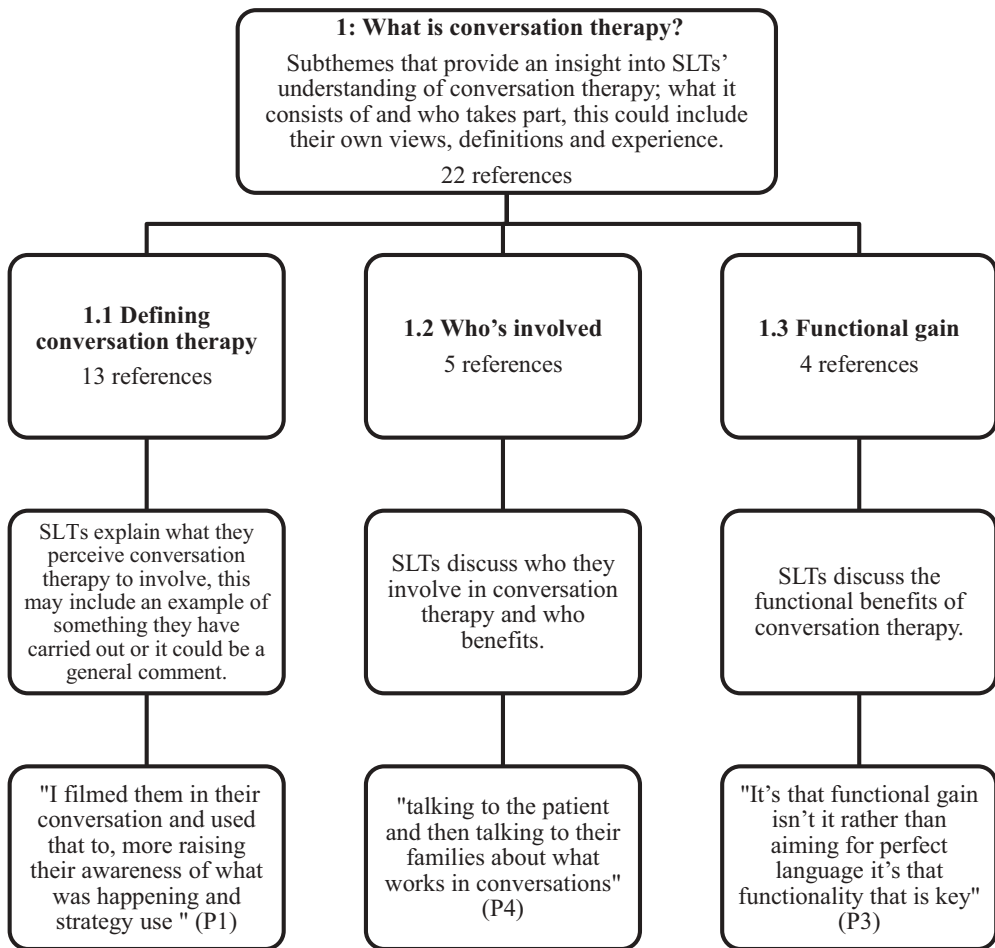 1: What is conversation therapy?
Subthemes that provide an insight into SLTs’
understanding of conversation therapy; what it
consists of and who takes part, this could include
their own views, definitions and experience.
22 references
1.1 Defining
conversation therapy
13 references
1.2 Who’s involved
5 references
1.3 Functional gain
4 references
SLTs explain what they
perceive conversation
therapy to involve, this
may include an example of
something they have
carried out or it could be a
general comment.
SLTs discuss who they
involve in conversation
therapy and who
benefits.
SLTs discuss the
functional benefits of
conversation therapy.
"I filmed them in their
conversation and used
that to, more raising
their awareness of what
was happening and
strategy use " (P1)
"talking to the patient
and then talking to their
families about what
works in conversations"
(P4)
"It’s that functional gain
isn’t it rather than
aiming for perfect
language it’s that
functionality that is key"
(P3)